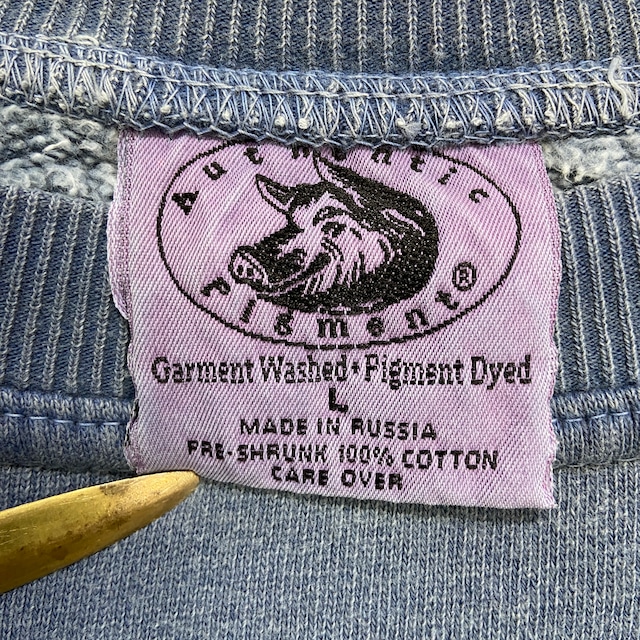 Authentic
Pigment®
Garment Washed • Pigment Dyed
L
MADE IN RUSSIA
PRE-SHRUNK 100% COTTON
CARE OVER